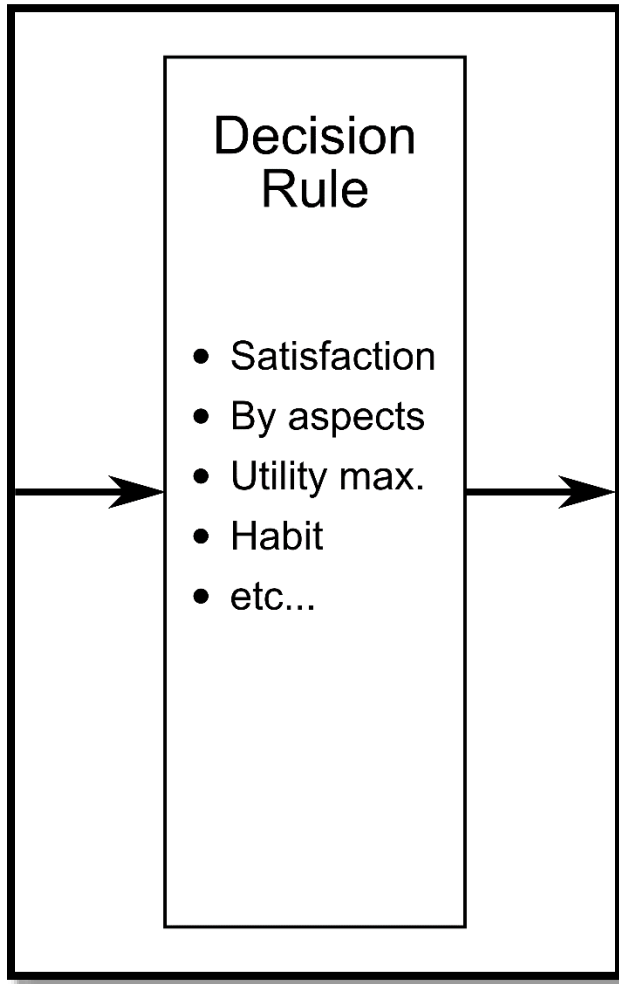 Decision
Rule
• Satisfaction
• By aspects
• Utility max.
• Habit
• etc...